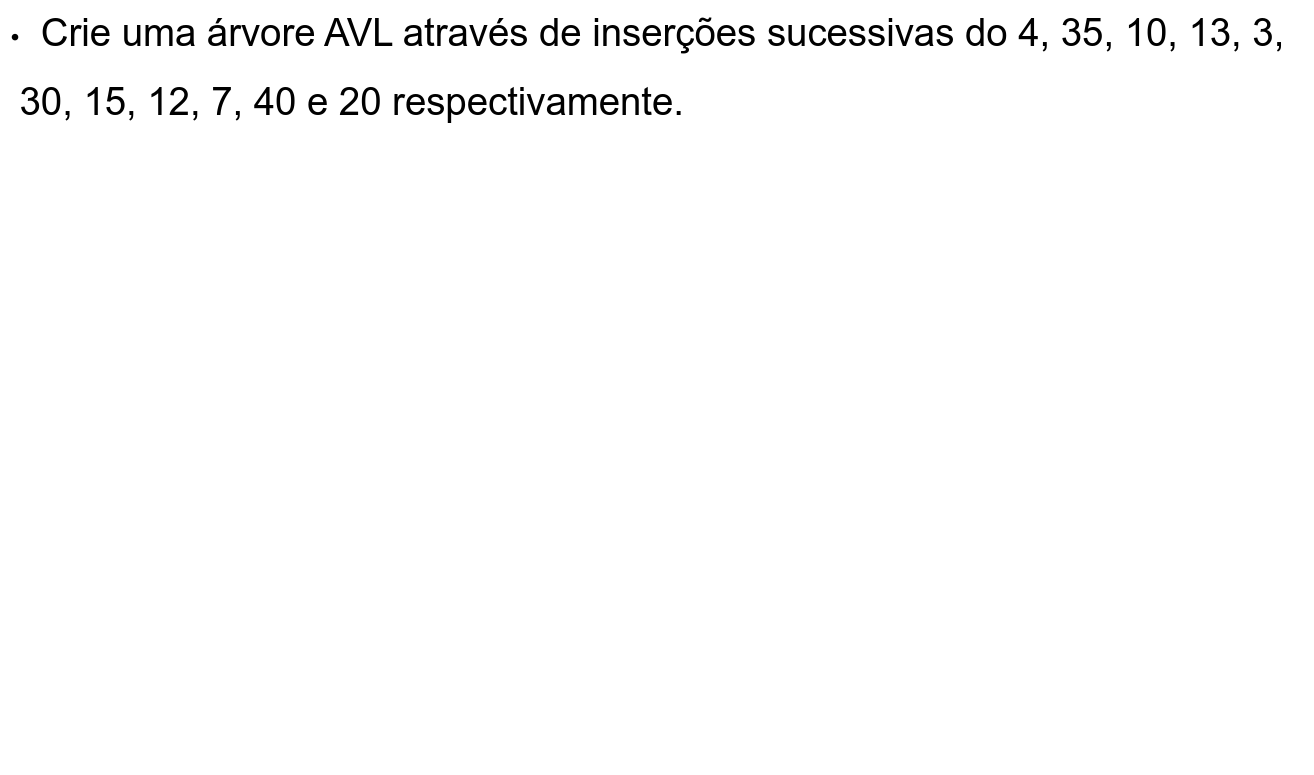 • Crie uma árvore AVL através de inserções sucessivas do 4, 35, 10, 13, 3,
30, 15, 12, 7, 40 e 20 respectivamente.